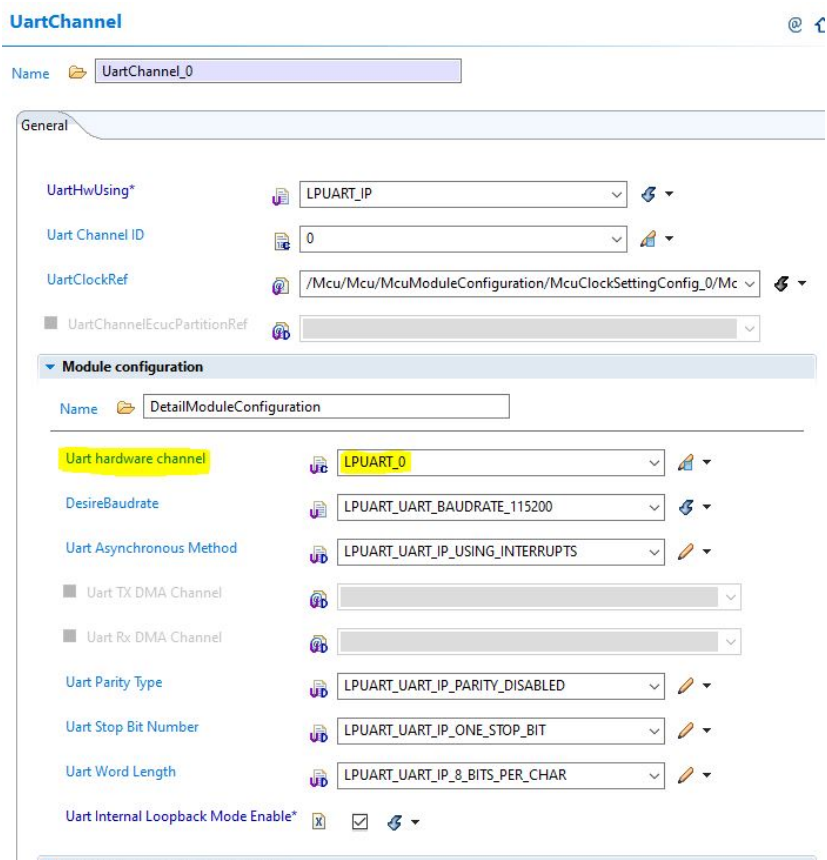 UartChannel
Name UartChannel_0
General
UartHwUsing* LPUART_IP
Uart Channel ID 0
UartClockRef /Mcu/Mcu/McuModuleConfiguration/McuClockSettingConfig_0/Mc
UartChannelEcucPartitionRef
Module configuration
Name DetailModuleConfiguration
Uart hardware channel LPUART_0
DesireBaudrate LPUART_UART_BAUDRATE_115200
Uart Asynchronous Method LPUART_UART_IP_USING_INTERRUPTS
Uart TX DMA Channel
Uart Rx DMA Channel
Uart Parity Type LPUART_UART_IP_PARITY_DISABLED
Uart Stop Bit Number LPUART_UART_IP_ONE_STOP_BIT
Uart Word Length LPUART_UART_IP_8_BITS_PER_CHAR
Uart Internal Loopback Mode Enable*